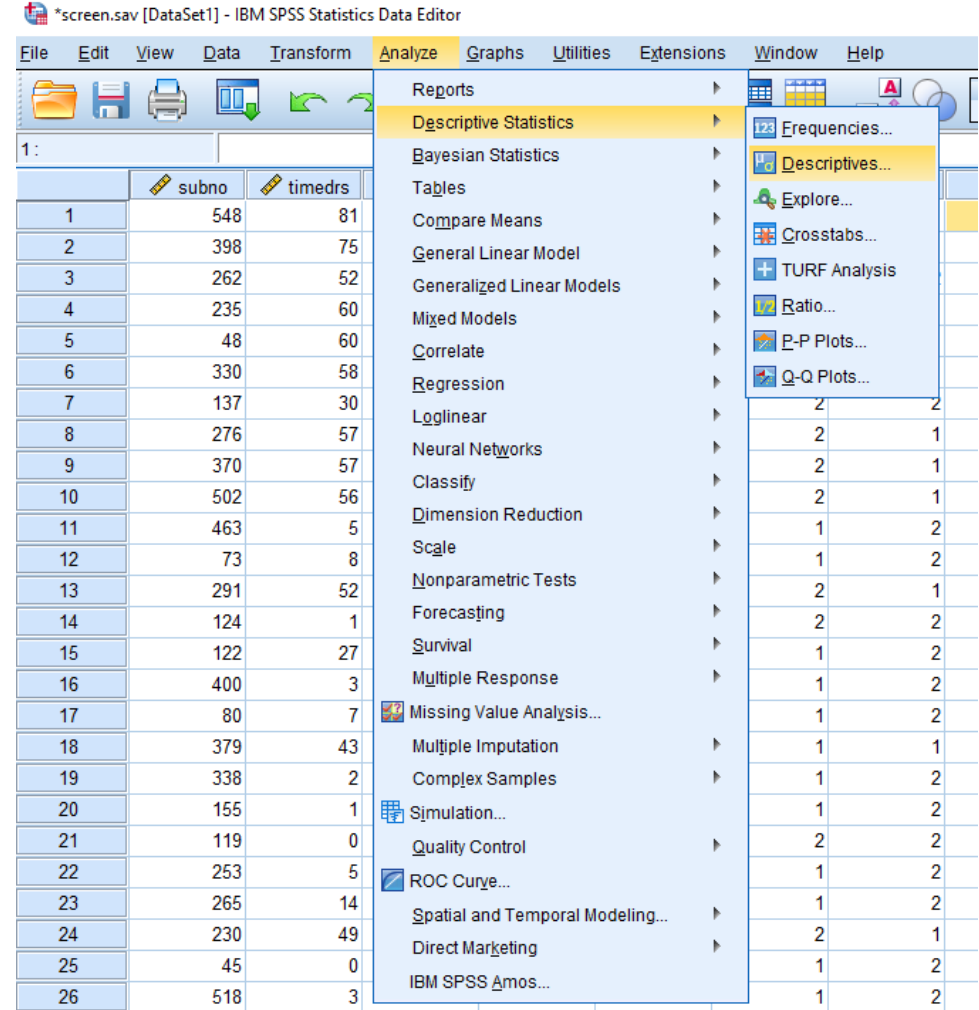 *screen.sav [DataSet1] - IBM SPSS Statistics Data Editor
File Edit View Data Transform Analyze Graphs Utilities Extensions Window Help
Reports
Descriptive Statistics
Bayesian Statistics
Tables
Compare Means
General Linear Model
Generalized Linear Models
Mixed Models
Correlate
Regression
Loglinear
Neural Networks
Classify
Dimension Reduction
Scale
Nonparametric Tests
Forecasting
Survival
Multiple Response
Missing Value Analysis...
Multiple Imputation
Complex Samples
Simulation...
Quality Control
ROC Curve...
Spatial and Temporal Modeling...
Direct Marketing
IBM SPSS Amos...
A
123 Frequencies...
Descriptives...
Explore...
Crosstabs...
TURF Analysis
1/2 Ratio...
P-P Plots...
Q-Q Plots...
1 :
subno timedrs
1 548 81
2 398 75
3 262 52
4 235 60
5 48 60
6 330 58
7 137 30 2 2
8 276 57 2 1
9 370 57 2 1
10 502 56 2 1
11 463 5 1 2
12 73 8 1 2
13 291 52 2 1
14 124 1 2 2
15 122 27 1 2
16 400 3 1 2
17 80 7 1 2
18 379 43 1 1
19 338 2 1 2
20 155 1 1 2
21 119 0 2 2
22 253 5 1 2
23 265 14 1 2
24 230 49 2 1
25 45 0 1 2
26 518 3 1 2